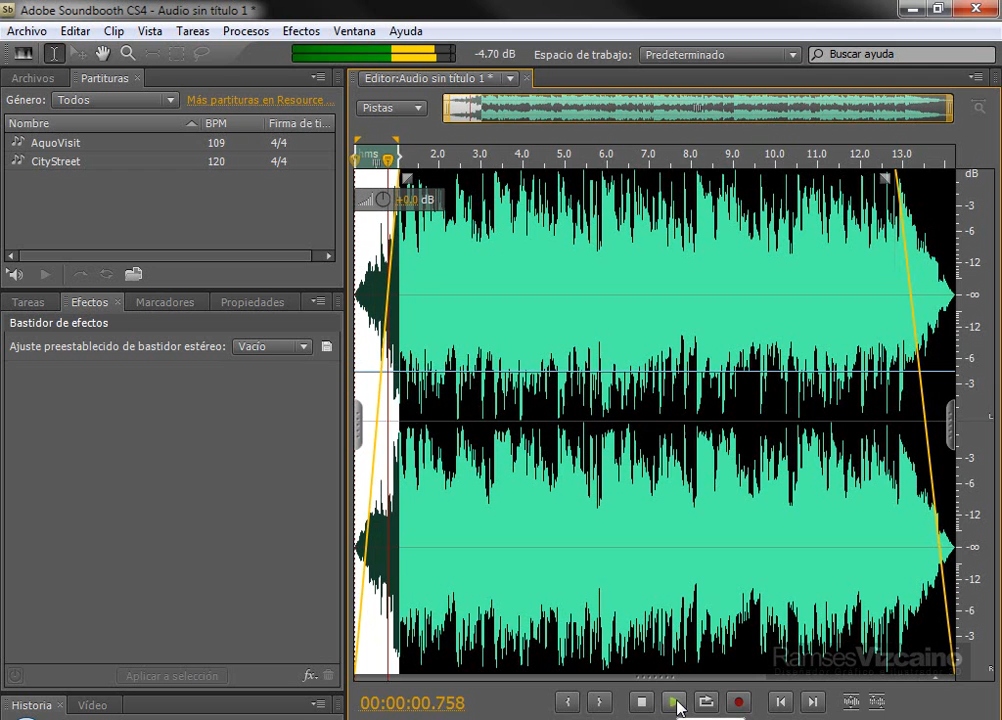 Sb Adobe Soundbooth CS4 - Audio sin título 1 *
Archivo Editar Clip Vista Tareas Procesos Efectos Ventana Ayuda
-4.70 dB Espacio de trabajo: Predeterminado Buscar ayuda
Archivos Partituras × Editor:Audio sin título 1 * ×
Género: Todos Más partituras en Resource ... Pistas
Nombre BPM Firma de ti...
AquoVisit 109 4/4
CityStreet 120 4/4
hms 2.0 3.0 4.0 5.0 6.0 7.0 8.0 9.0 10.0 11.0 12.0 13.0
dB
+0.0 dB
-3
-6
-12
-∞
-12
-6
-3
-3
-6
-12
-∞
-12
-6
-3
Tareas Efectos × Marcadores Propiedades
Bastidor de efectos
Ajuste preestablecido de bastidor estéreo: Vacío
RamsesVizcaino
Aplicar a selección fx
Historia × Vídeo
00:00:00.758